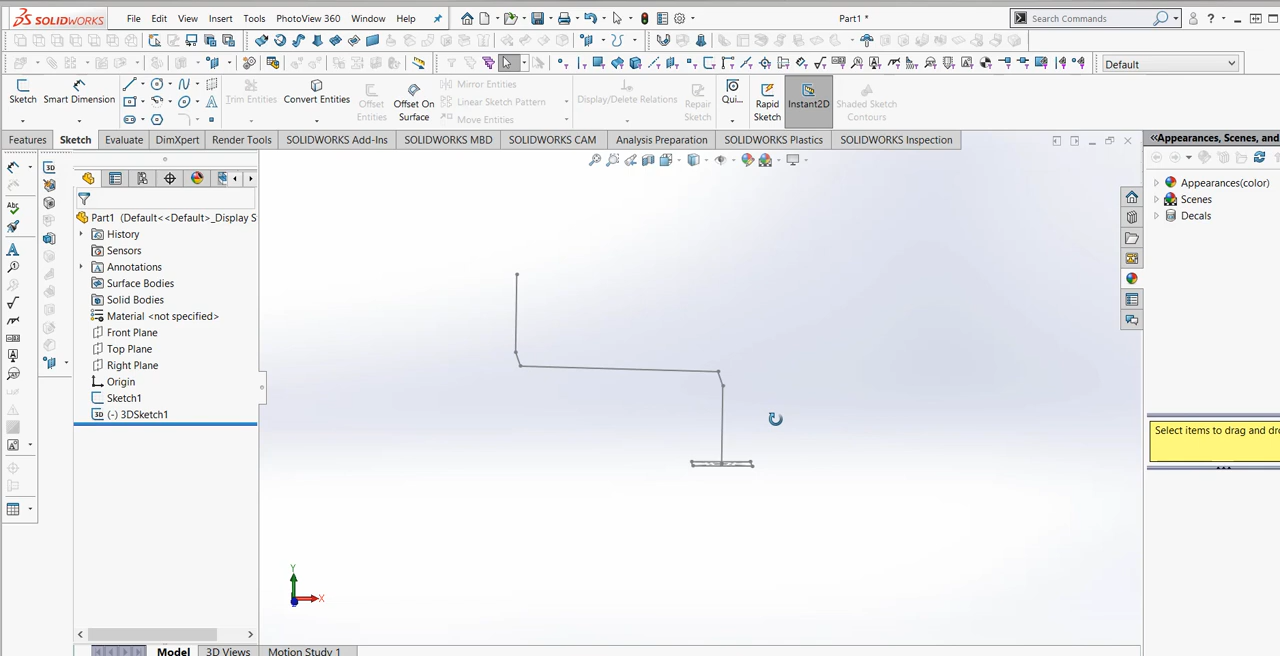 SOLIDWORKS
File Edit View Insert Tools PhotoView 360 Window Help
Part1 *
Search Commands
Default
Sketch
Smart Dimension
Trim Entities
Convert Entities
Offset Entities
Offset On Surface
Mirror Entities
Linear Sketch Pattern
Move Entities
Display/Delete Relations
Repair Sketch
Qui...
Rapid Sketch
Instant2D
Shaded Sketch Contours
Features Sketch Evaluate DimXpert Render Tools SOLIDWORKS Add-Ins SOLIDWORKS MBD SOLIDWORKS CAM Analysis Preparation SOLIDWORKS Plastics SOLIDWORKS Inspection
Part1 (Default<<Default>_Display S
History
Sensors
Annotations
Surface Bodies
Solid Bodies
Material <not specified>
Front Plane
Top Plane
Right Plane
Origin
Sketch1
(-) 3DSketch1
Y
X
Model 3D Views Motion Study 1
«Appearances, Scenes, and
Appearances(color)
Scenes
Decals
Select items to drag and dro